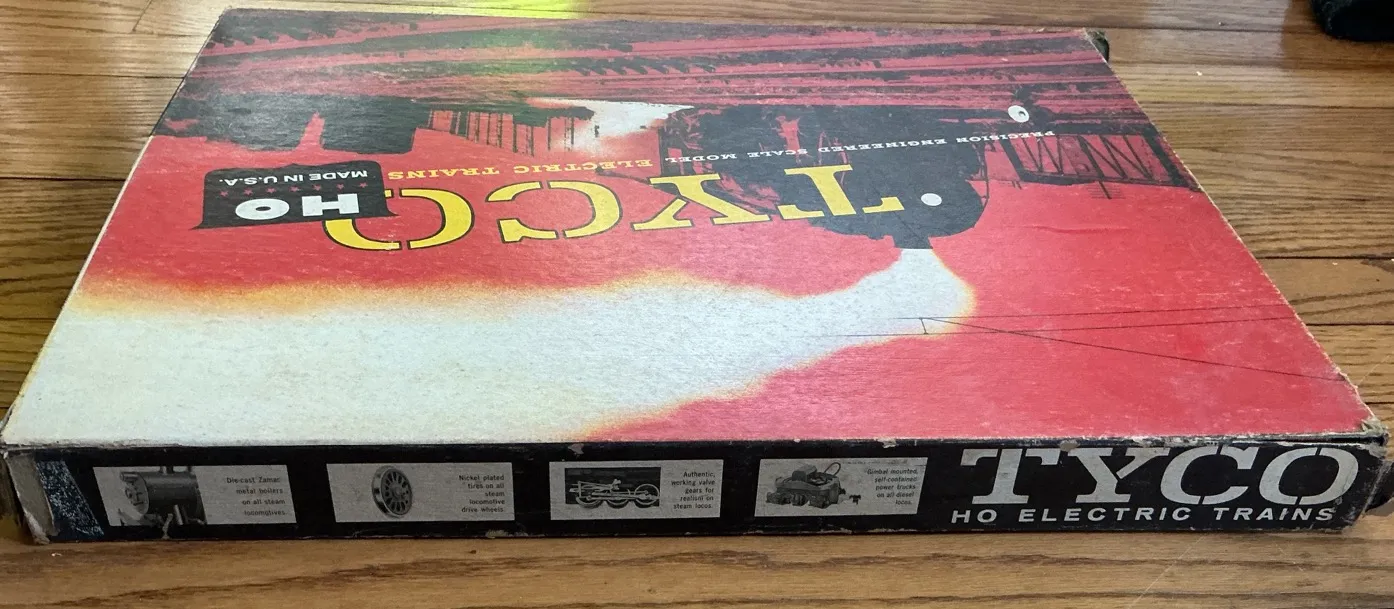 PRECISION ENGINEERED SCALE MODEL ELECTRIC TRAINS
TYCO
HO
MADE IN U.S.A.
Die-cast Zamac
metal boilers
on all steam
locomotives
Nickel plated
tires on all
steam
locomotive
drive wheels.
Authentic,
working valve
gears for
realism on
steam locos.
Gimbal mounted,
self-contained
power trucks
on all diesel
locos.
TYCO
HO ELECTRIC TRAINS